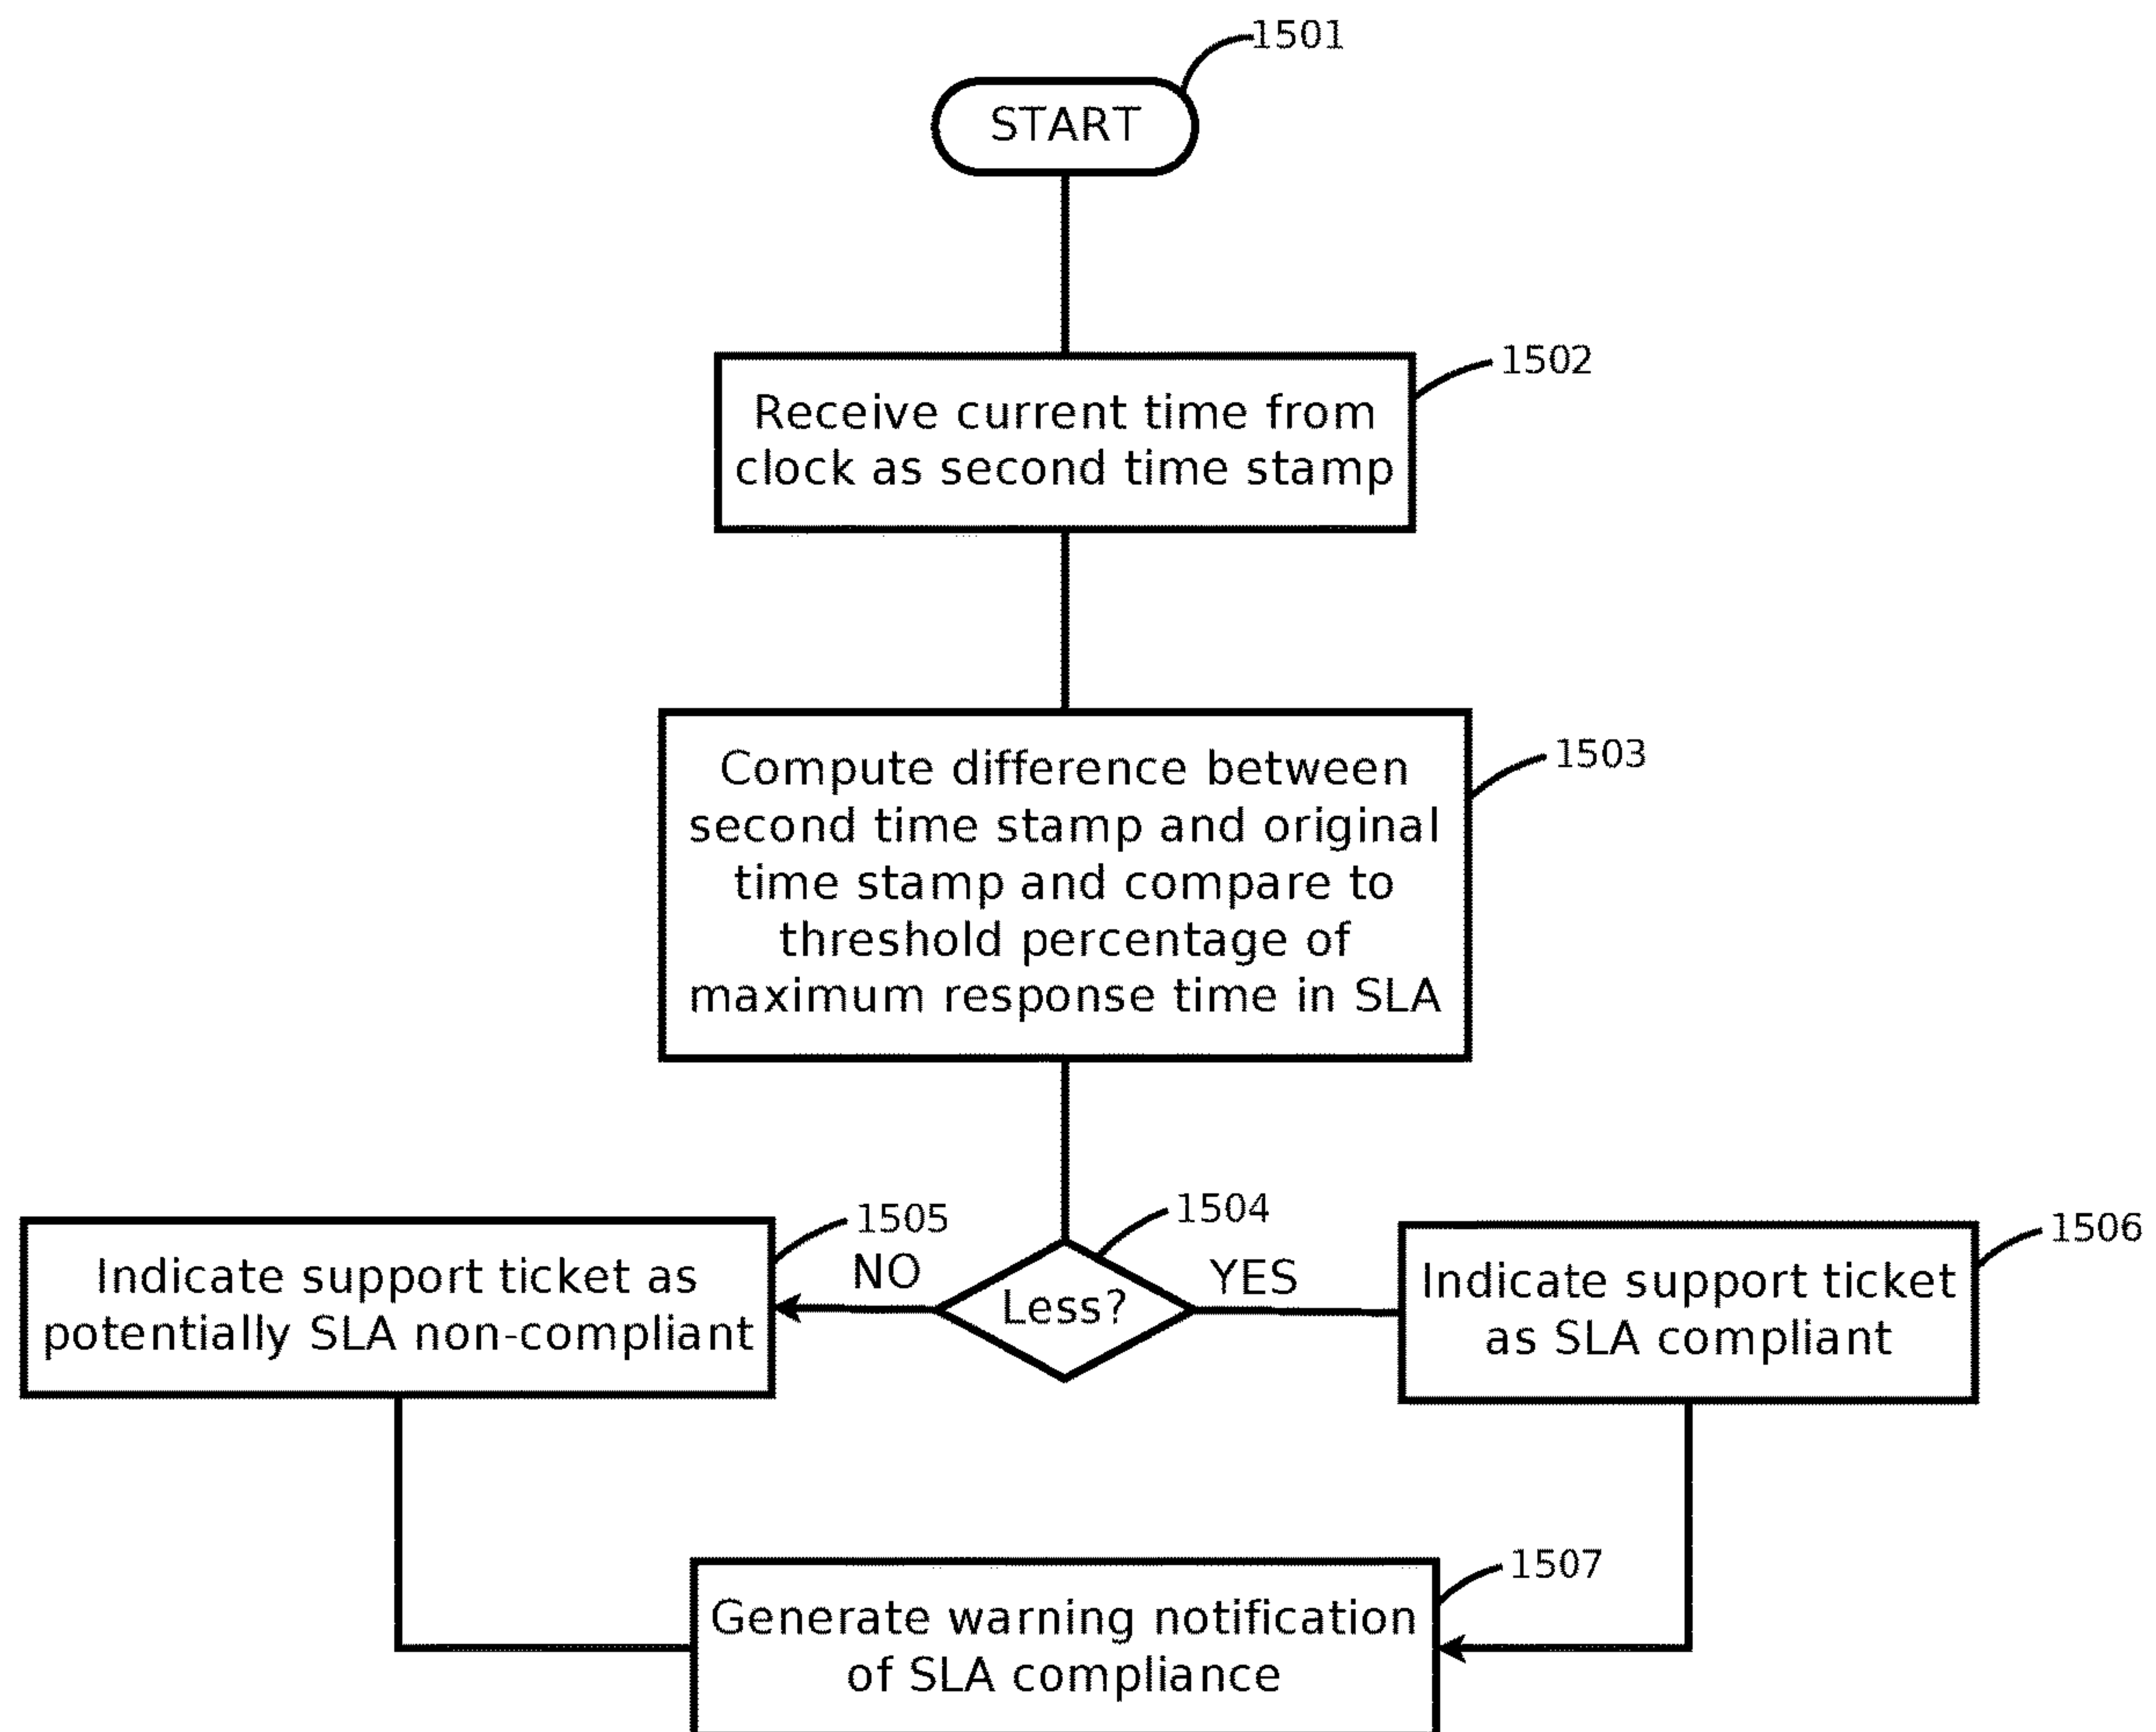 1501
START
1502
Receive current time from
clock as second time stamp
1503
Compute difference between
second time stamp and original
time stamp and compare to
threshold percentage of
maximum response time in SLA
1504
Less?
NO
YES
1505
Indicate support ticket as
potentially SLA non-compliant
1506
Indicate support ticket
as SLA compliant
1507
Generate warning notification
of SLA compliance